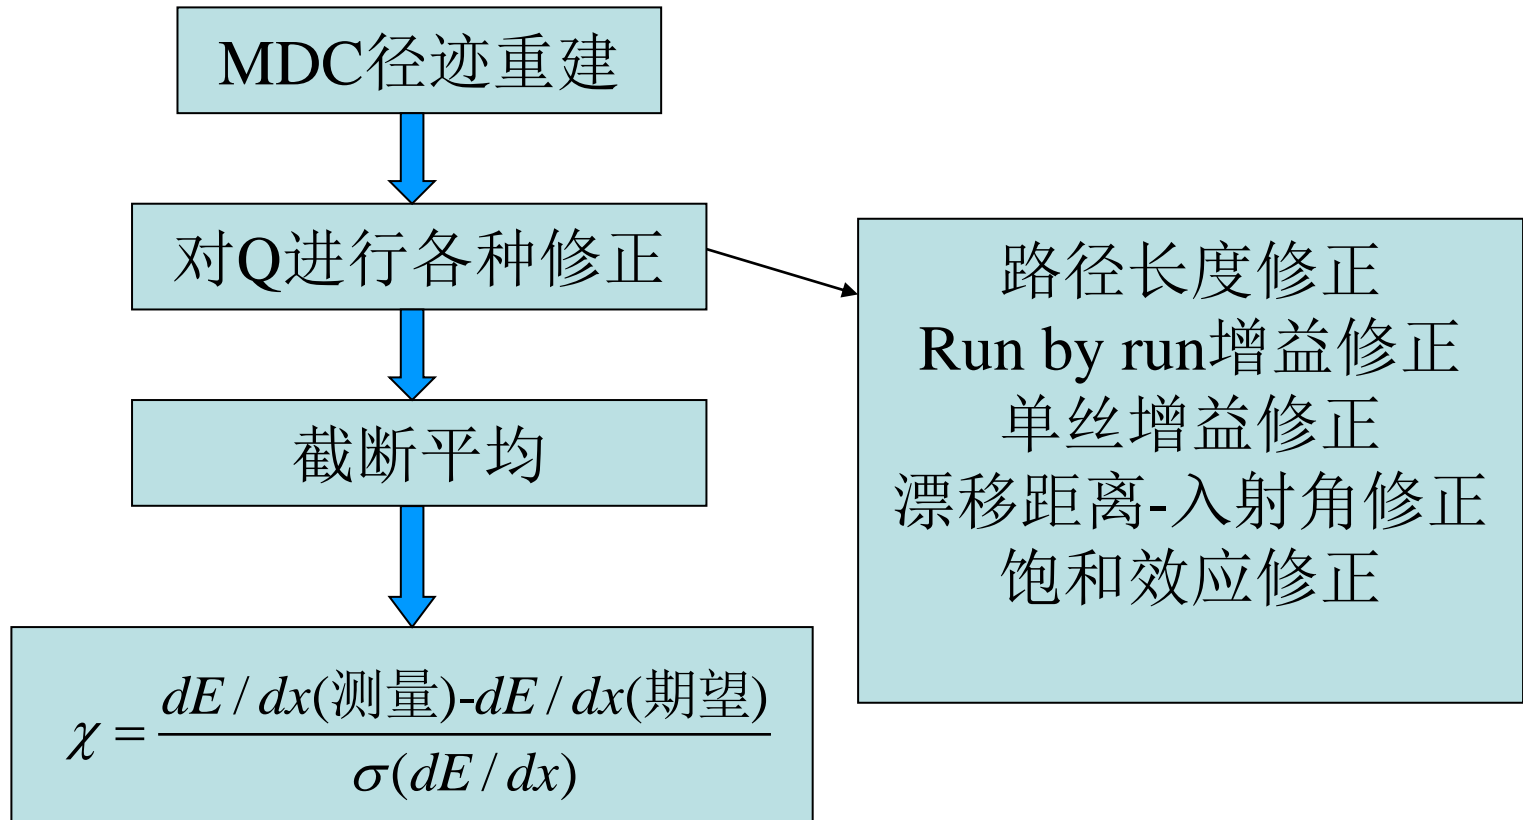 MDC径迹重建
对Q进行各种修正
路径长度修正
Run by run增益修正
单丝增益修正
漂移距离-入射角修正
饱和效应修正
截断平均
χ = dE / dx(测量)-dE / dx(期望) / σ(dE / dx)